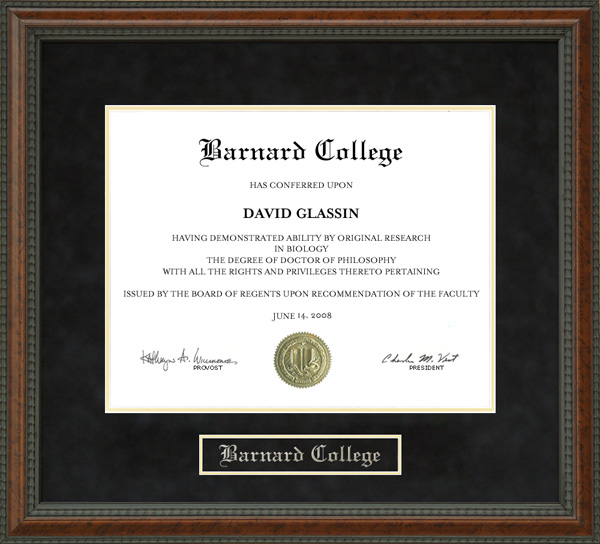 Barnard College
HAS CONFERRED UPON
DAVID GLASSIN
HAVING DEMONSTRATED ABILITY BY ORIGINAL RESEARCH
IN BIOLOGY
THE DEGREE OF DOCTOR OF PHILOSOPHY
WITH ALL THE RIGHTS AND PRIVILEGES THERETO PERTAINING
ISSUED BY THE BOARD OF REGENTS UPON RECOMMENDATION OF THE FACULTY
JUNE 14, 2008
Charles M. Vest
PROVOST
PRESIDENT
Barnard College